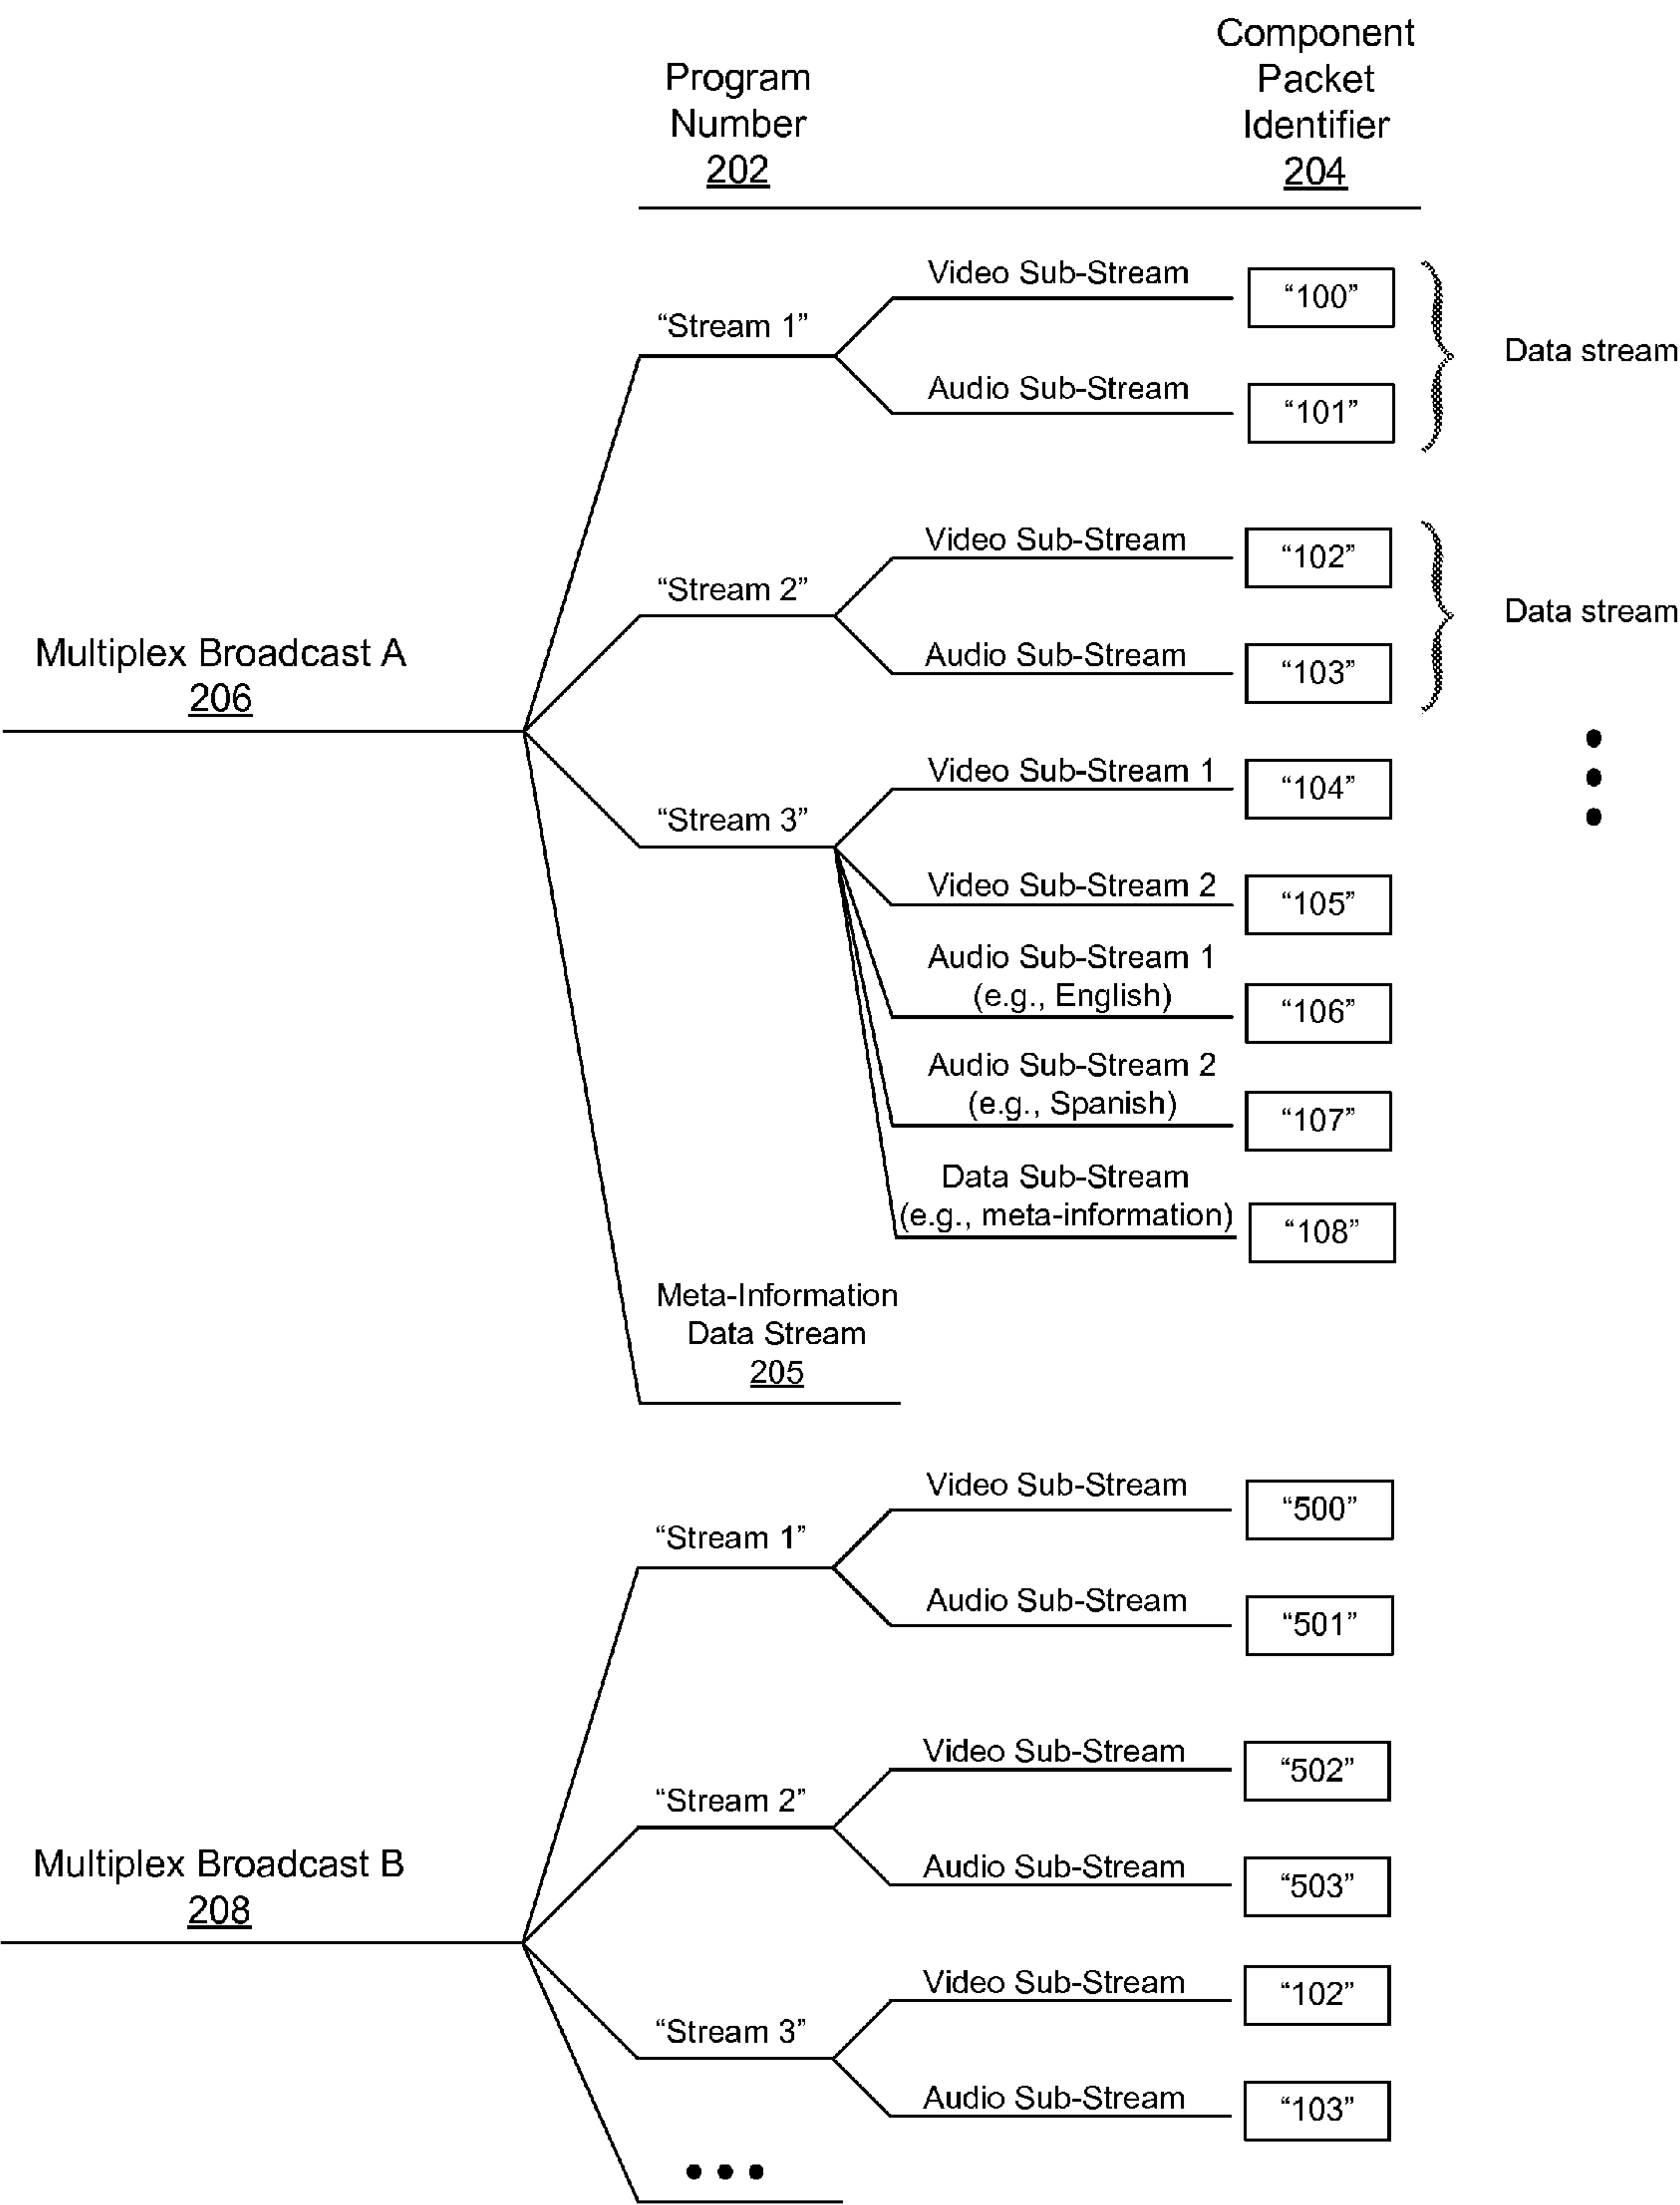 Program
Number
202
Component
Packet
Identifier
204
Multiplex Broadcast A
206
“Stream 1”
Video Sub-Stream
“100”
Audio Sub-Stream
“101”
Data stream
“Stream 2”
Video Sub-Stream
“102”
Audio Sub-Stream
“103”
Data stream
“Stream 3”
Video Sub-Stream 1
“104”
Video Sub-Stream 2
“105”
Audio Sub-Stream 1
(e.g., English)
“106”
Audio Sub-Stream 2
(e.g., Spanish)
“107”
Data Sub-Stream
(e.g., meta-information)
“108”
Meta-Information
Data Stream
205
Multiplex Broadcast B
208
“Stream 1”
Video Sub-Stream
“500”
Audio Sub-Stream
“501”
“Stream 2”
Video Sub-Stream
“502”
Audio Sub-Stream
“503”
“Stream 3”
Video Sub-Stream
“102”
Audio Sub-Stream
“103”